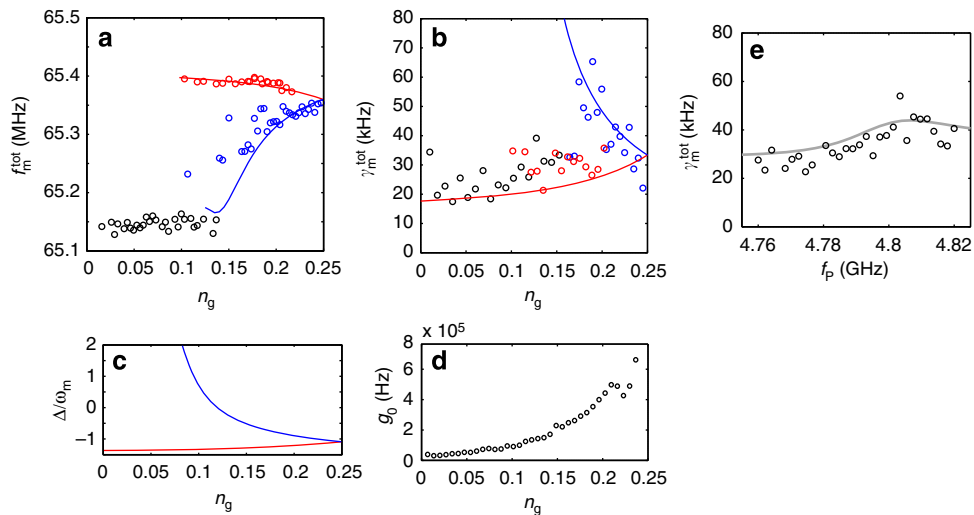 a
65.5
65.4
65.3
65.2
65.1
f_m^tot (MHz)
0 0.05 0.1 0.15 0.20 0.25
n_g
b
80
60
40
20
0
γ_m^tot (kHz)
0 0.05 0.1 0.15 0.2 0.25
n_g
e
80
60
40
20
0
γ_m^tot (kHz)
4.76 4.78 4.8 4.82
f_P (GHz)
c
2
1
0
−1
Δ/ω_m
0 0.05 0.1 0.15 0.2 0.25
n_g
x 10^5
d
8
6
4
2
0
g_0 (Hz)
0 0.05 0.1 0.15 0.2 0.25
n_g